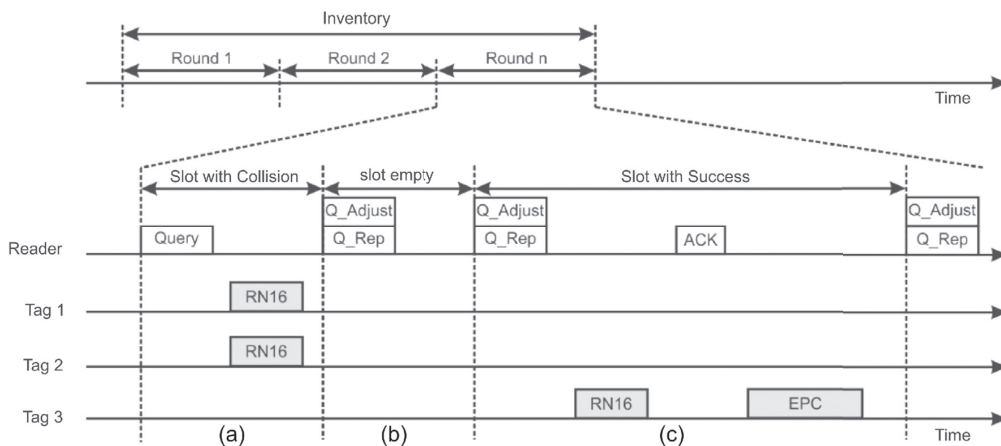 Inventory
Round 1 Round 2 Round n
Time
Slot with Collision slot empty Slot with Success
Q_Adjust Q_Adjust Q_Adjust
Reader Query Q_Rep Q_Rep ACK Q_Rep
Tag 1 RN16
Tag 2 RN16
Tag 3 RN16 EPC
(a) (b) (c) Time